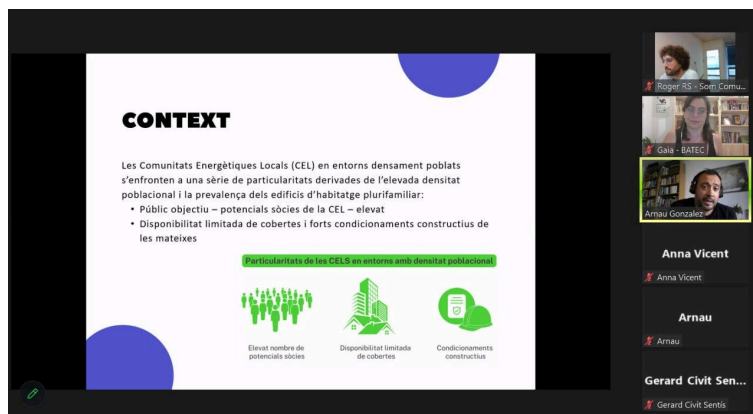 CONTEXT
Les Comunitats Energètiques Locals (CEL) en entorns densament poblats
s'enfronten a una sèrie de particularitats derivades de l'elevada densitat
poblacional i la prevalença dels edificis d'habitatge plurifamiliar:
• Públic objectiu – potencials sòcies de la CEL – elevat
• Disponibilitat limitada de cobertes i forts condicionaments constructius de
les mateixes
Particularitats de les CELS en entorns amb densitat poblacional
Elevat nombre de
potencials sòcies
Disponibilitat limitada
de cobertes
Condicionaments
constructius
Roger RS - Som Comu...
Gaia - BATEC
Arnau Gonzalez
Anna Vicent
Anna Vicent
Arnau
Arnau
Gerard Civit Sen...
Gerard Civit Sentís